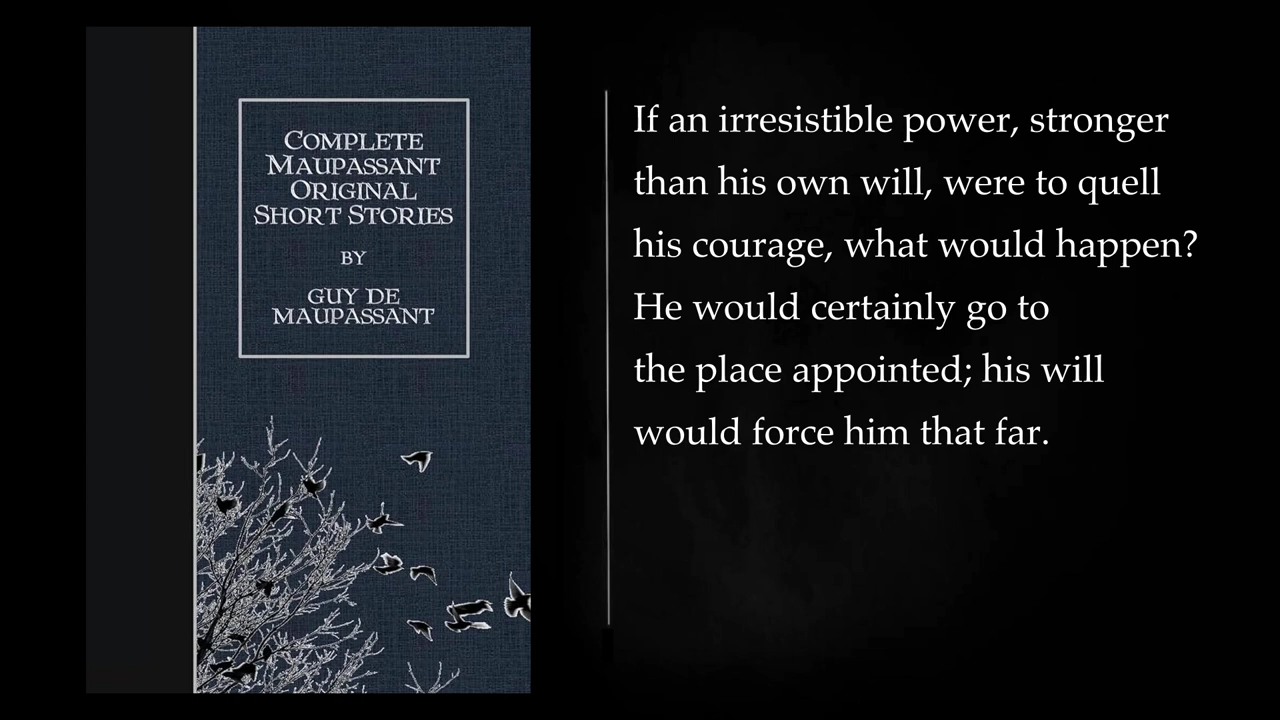 COMPLETE
MAUPASSANT
ORIGINAL
SHORT STORIES
BY
GUY DE
MAUPASSANT
If an irresistible power, stronger
than his own will, were to quell
his courage, what would happen?
He would certainly go to
the place appointed; his will
would force him that far.